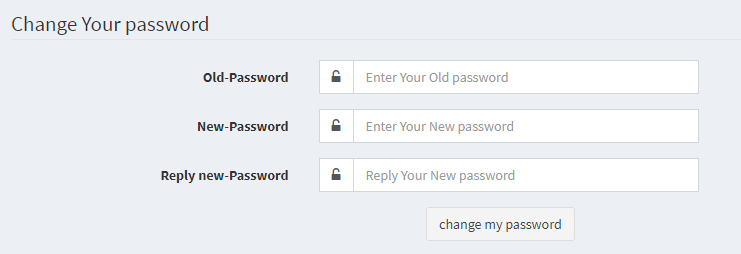 Change Your password
Old-Password Enter Your Old password
New-Password Enter Your New password
Reply new-Password Reply Your New password
change my password